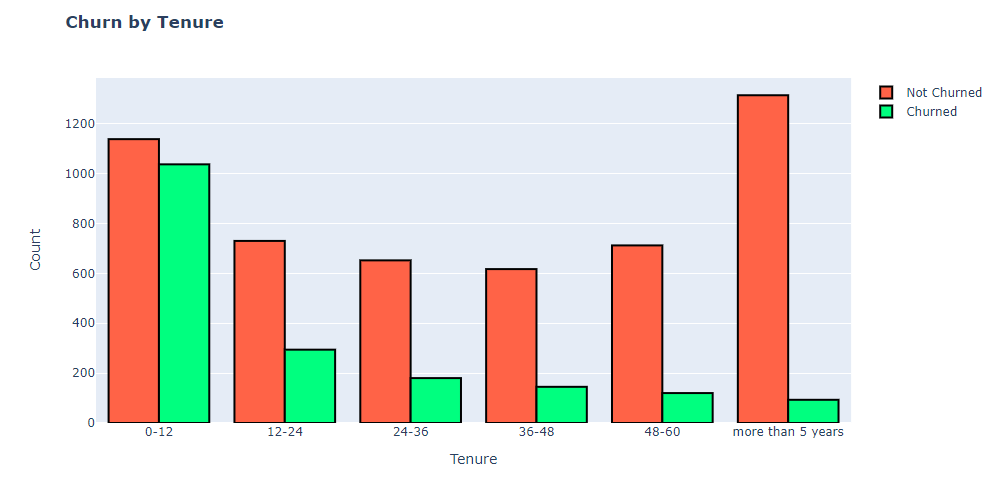 Churn by Tenure
Not Churned
Churned
1200
1000
800
600
400
200
0
Count
0-12
12-24
24-36
36-48
48-60
more than 5 years
Tenure